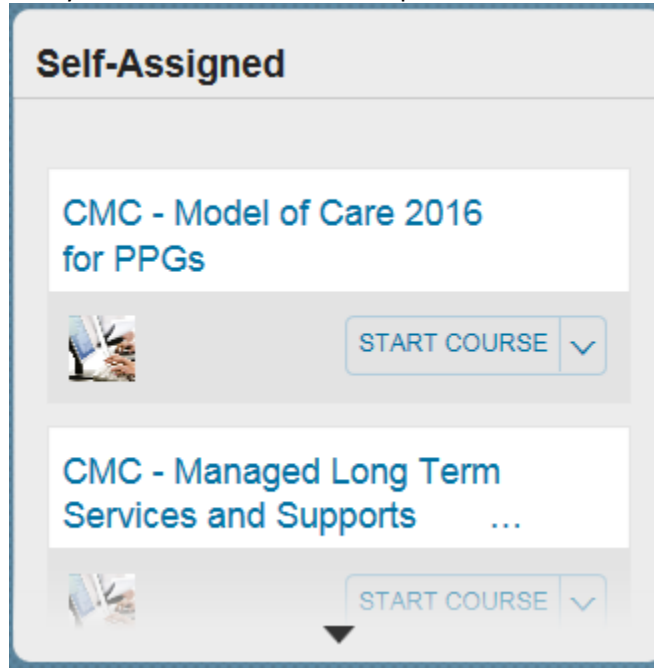 Self-Assigned
CMC - Model of Care 2016
for PPGs
START COURSE
CMC - Managed Long Term
Services and Supports ...
START COURSE